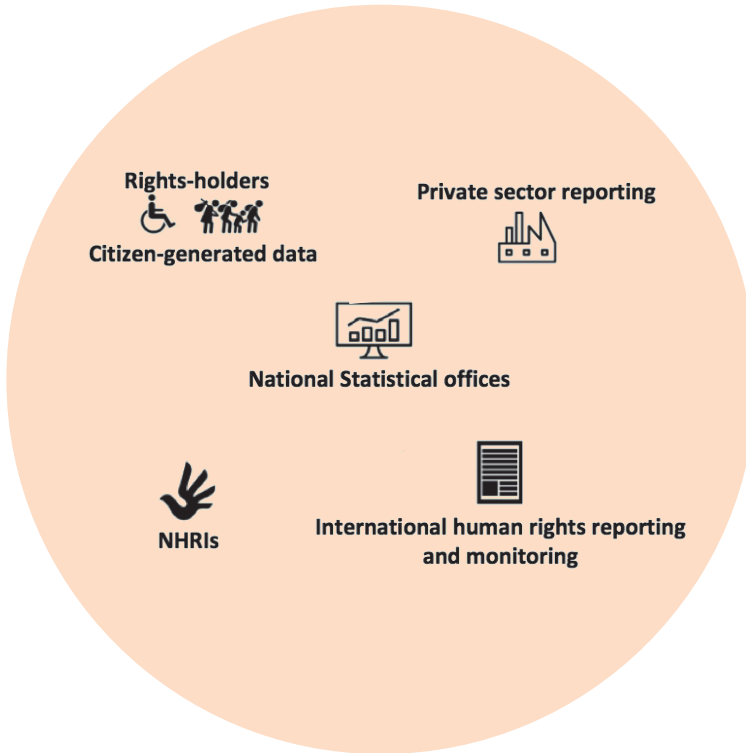 Rights-holders
Citizen-generated data
Private sector reporting
National Statistical offices
NHRIs
International human rights reporting
and monitoring